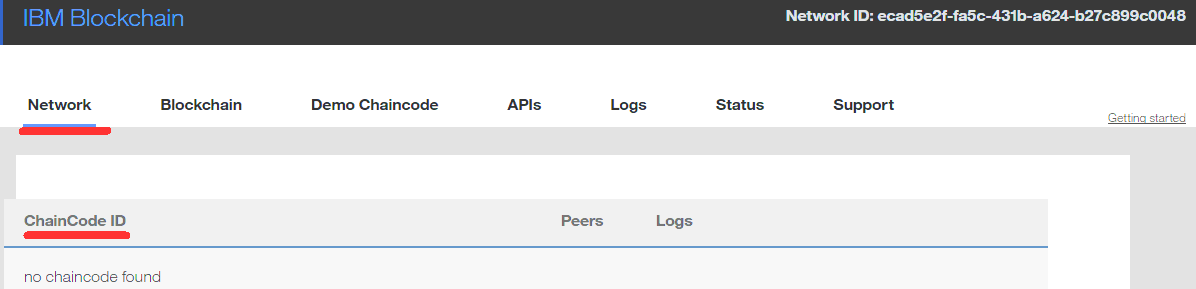 IBM Blockchain Network ID: ecad5e2f-fa5c-431b-a624-b27c899c0048
Network Blockchain Demo Chaincode APIs Logs Status Support
Getting started
ChainCode ID Peers Logs
no chaincode found